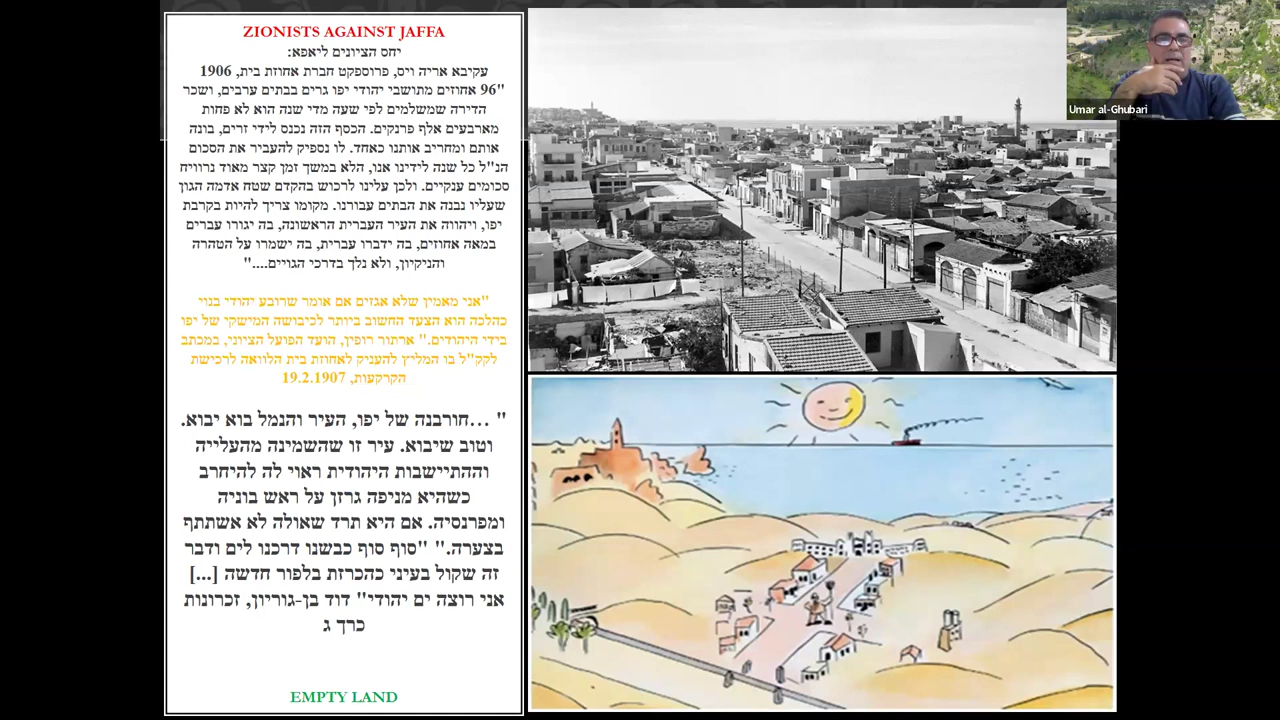 ZIONISTS AGAINST JAFFA
יחס הציונים ליאפא:
עקיבא אריה ויס, פרוספקט חברת אחוזת בית, 1906
"96 אחוזים מתושבי יהודי יפו גרים בבתים ערבים, ושכר
הדירה שמשלמים לפי שעה מדי שנה הוא לא פחות
מארבעים אלף פרנקים. הכסף הזה נכנס לידי זרים, בונה
אותם ומחריב אותנו כאחד. לו נספיק להעביר את הסכום
הנ"ל כל שנה לידינו אנו, הלא במשך זמן קצר מאוד נרוויח
סכומים ענקיים. ולכן עלינו לרכוש בהקדם שטח אדמה הגון
שעליו נבנה את הבתים עבורנו. מקומו צריך להיות בקרבת
יפו, ויהווה את העיר העברית הראשונה, בה יגורו עברים
במאה אחוזים, בה ידברו עברית, בה ישמרו על הטהרה
והניקיון, ולא נלך בדרכי הגויים...."
"אני מאמין שלא אגזים אם אומר שרובע יהודי בנוי
כהלכה הוא הצעד החשוב ביותר לכיבושה המישקי של יפו
בידי היהודים." ארתור רופין, הועד הפועל הציוני, במכתב
לקק"ל בו המליץ להעניק לאחוזת בית הלוואה לרכישת
הקרקעות, 19.2.1907
" ...חורבנה של יפו, העיר והנמל בוא יבוא.
וטוב שיבוא. עיר זו שהשמינה מהעלייה
וההתיישבות היהודית ראוי לה להיחרב
כשהיא מניפה גרזן על ראש בוניה
ומפרנסיה. אם היא תרד שאולה לא אשתתף
בצערה." "סוף סוף כבשנו דרכנו לים ודבר
זה שקול בעיני כהכרזת בלפור חדשה [...]
אני רוצה ים יהודי" דוד בן-גוריון, זכרונות
כרך ג
EMPTY LAND
Umar al-Ghubari